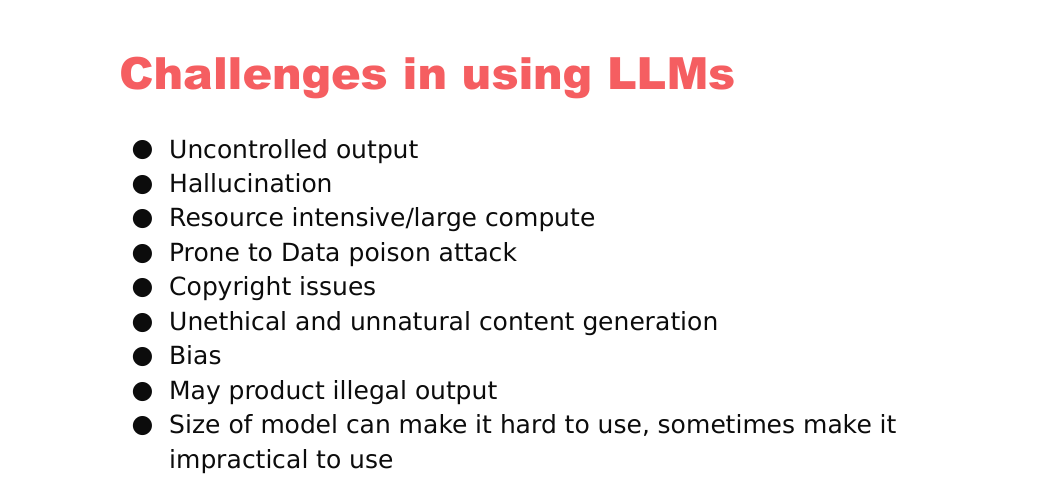 Challenges in using LLMs
● Uncontrolled output
● Hallucination
● Resource intensive/large compute
● Prone to Data poison attack
● Copyright issues
● Unethical and unnatural content generation
● Bias
● May product illegal output
● Size of model can make it hard to use, sometimes make it
impractical to use